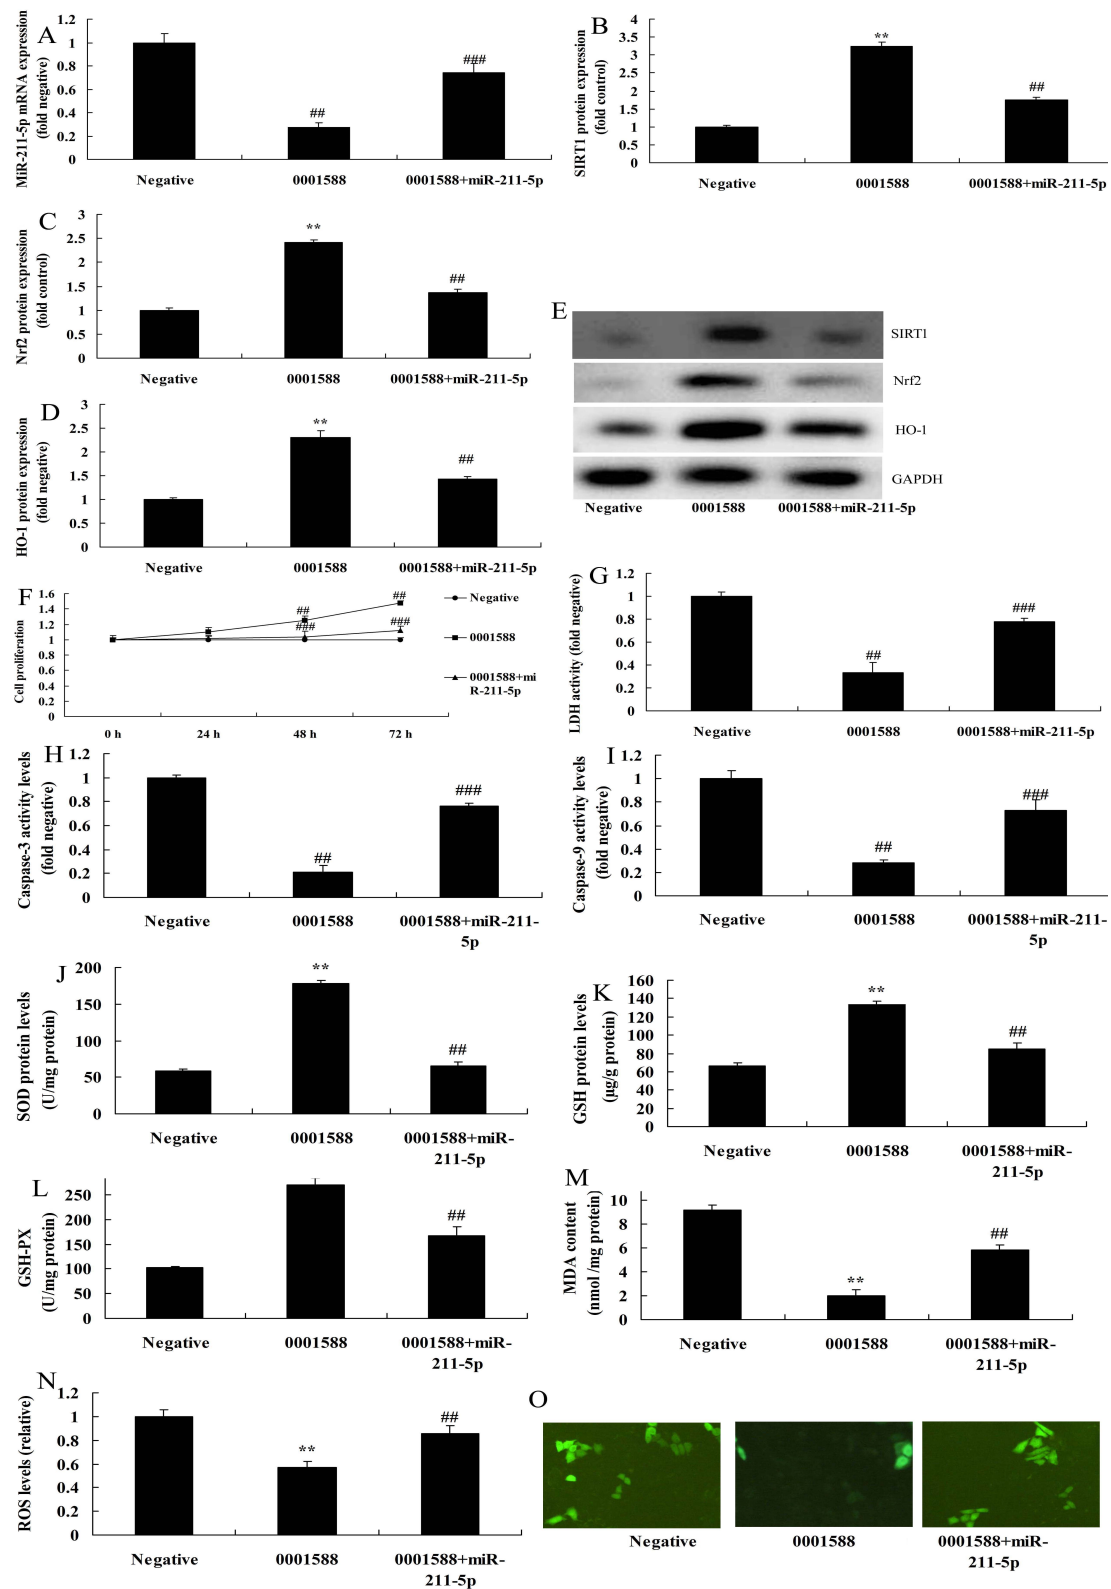 A
MiR-211-5p mRNA expression
(fold negative)
1.2
1
0.8
0.6
0.4
0.2
0
##
###
Negative
0001588
0001588+miR-211-5p
B
SIRT1 protein expression
(fold control)
4
3.5
3
2.5
2
1.5
1
0.5
0
**
##
Negative
0001588
0001588+miR-211-5p
C
Nrf2 protein expression
(fold control)
3
2.5
2
1.5
1
0.5
0
**
##
Negative
0001588
0001588+miR-211-5p
D
HO-1 protein expression
(fold negative)
3
2.5
2
1.5
1
0.5
0
**
##
Negative
0001588
0001588+miR-211-5p
E
SIRT1
Nrf2
HO-1
GAPDH
Negative
0001588
0001588+miR-211-5p
F
Cell proliferation
1.6
1.4
1.2
1
0.8
0.6
0.4
0.2
0
##
###
##
###
0 h
24 h
48 h
72 h
Negative
0001588
0001588+mi
R-211-5p
G
LDH activity (fold negative)
1.2
1
0.8
0.6
0.4
0.2
0
##
###
Negative
0001588
0001588+miR-211-5p
H
Caspase-3 activity levels
(fold negative)
1.2
1
0.8
0.6
0.4
0.2
0
##
###
Negative
0001588
0001588+miR-211-
5p
I
Caspase-9 activity levels
(fold negative)
1.2
1
0.8
0.6
0.4
0.2
0
##
###
Negative
0001588
0001588+miR-211-
5p
J
SOD protein levels
(U/mg protein)
200
150
100
50
0
**
##
Negative
0001588
0001588+miR-
211-5p
K
GSH protein levels
(µg/g protein)
160
140
120
100
80
60
40
20
0
**
##
Negative
0001588
0001588+miR-
211-5p
L
GSH-PX
(U/mg protein)
250
200
150
100
50
0
##
Negative
0001588
0001588+miR-
211-5p
M
MDA content
(nmol /mg protein)
10
8
6
4
2
0
**
##
Negative
0001588
0001588+miR-
211-5p
N
ROS levels (relative)
1.2
1
0.8
0.6
0.4
0.2
0
**
##
Negative
0001588
0001588+miR-
211-5p
O
Negative
0001588
0001588+miR-
211-5p